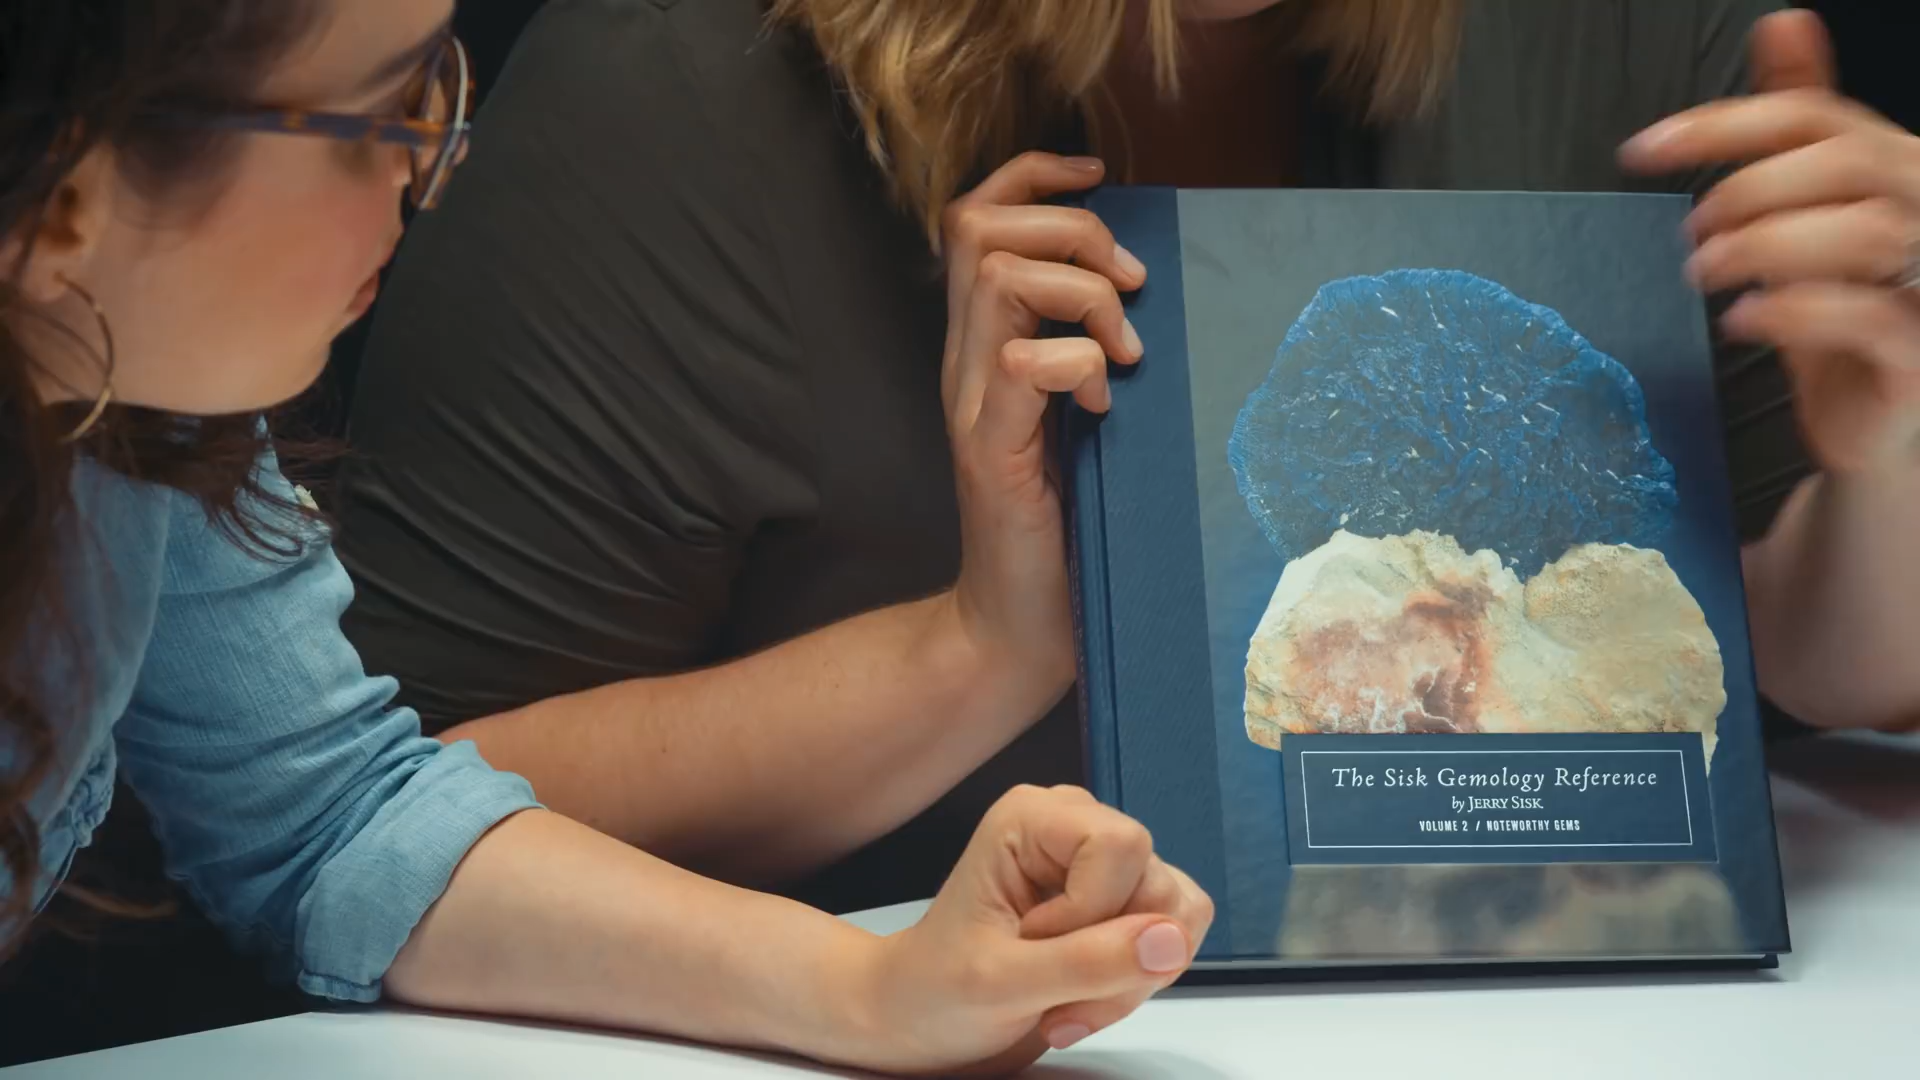 The Sisk Gemology Reference
by JERRY SISK
VOLUME 2 / NOTEWORTHY GEMS